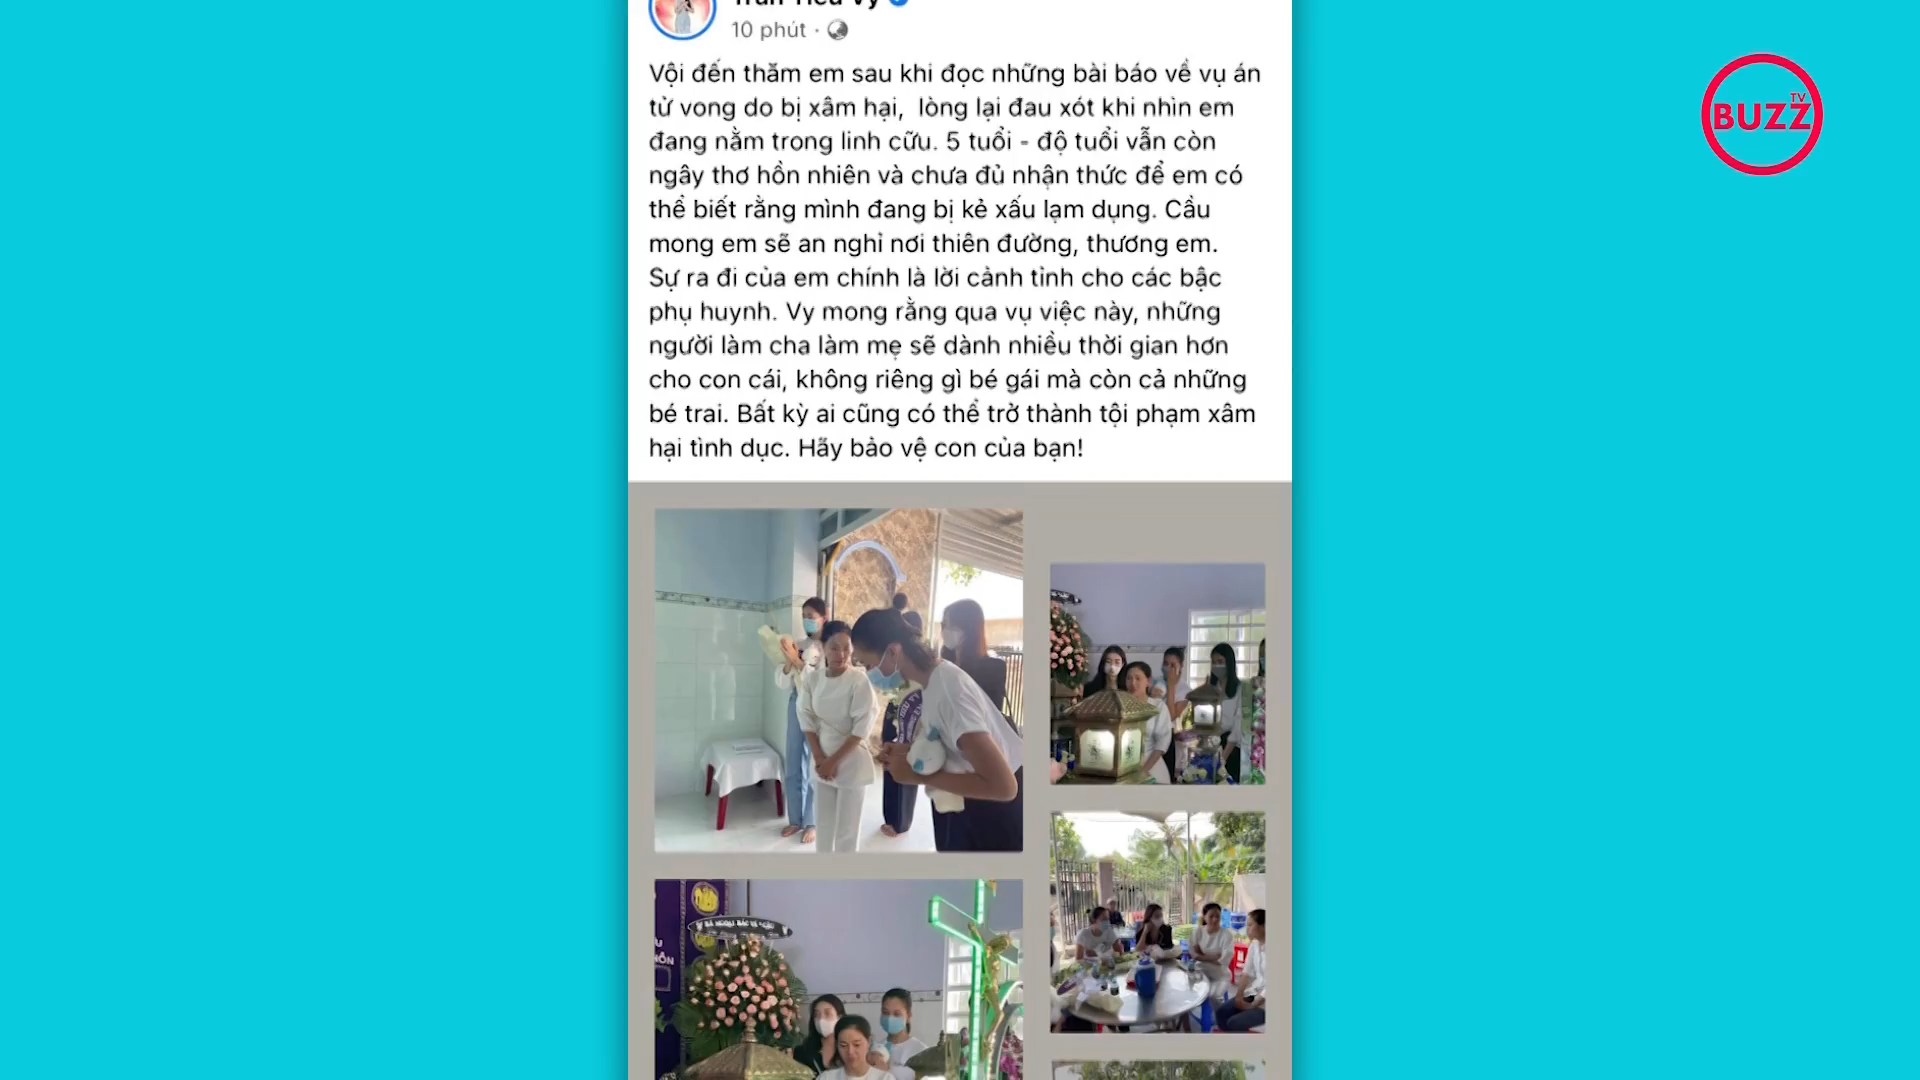 Trần Tiểu Vy
10 phút ·
Vội đến thăm em sau khi đọc những bài báo về vụ án
tử vong do bị xâm hại, lòng lại đau xót khi nhìn em
đang nằm trong linh cữu. 5 tuổi - độ tuổi vẫn còn
ngây thơ hồn nhiên và chưa đủ nhận thức để em có
thể biết rằng mình đang bị kẻ xấu lạm dụng. Cầu
mong em sẽ an nghỉ nơi thiên đường, thương em.
Sự ra đi của em chính là lời cảnh tỉnh cho các bậc
phụ huynh. Vy mong rằng qua vụ việc này, những
người làm cha làm mẹ sẽ dành nhiều thời gian hơn
cho con cái, không riêng gì bé gái mà còn cả những
bé trai. Bất kỳ ai cũng có thể trở thành tội phạm xâm
hại tình dục. Hãy bảo vệ con của bạn!
BUZZ TV